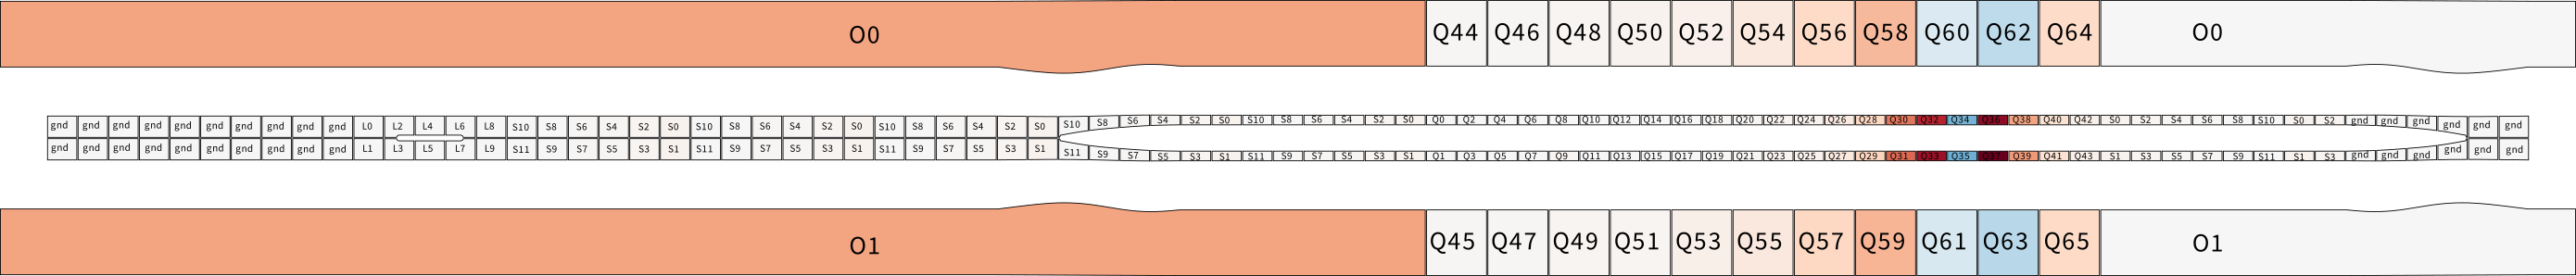 O0 Q44 Q46 Q48 Q50 Q52 Q54 Q56 Q58 Q60 Q62 Q64 O0
gnd gnd gnd gnd gnd gnd gnd gnd gnd gnd L0 L2 L4 L6 L8 S10 S8 S6 S4 S2 S0 S10 S8 S6 S4 S2 S0 S10 S8 S6 S4 S2 S0 S10 S8 S6 S4 S2 S0 S10 S8 S6 S4 S2 S0 Q0 Q2 Q4 Q6 Q8 Q10 Q12 Q14 Q16 Q18 Q20 Q22 Q24 Q26 Q28 Q30 Q32 Q34 Q36 Q38 Q40 Q42 S0 S2 S4 S6 S8 S10 S0 S2 gnd gnd gnd gnd gnd gnd
gnd gnd gnd gnd gnd gnd gnd gnd gnd gnd L1 L3 L5 L7 L9 S11 S9 S7 S5 S3 S1 S11 S9 S7 S5 S3 S1 S11 S9 S7 S5 S3 S1 S11 S9 S7 S5 S3 S1 S11 S9 S7 S5 S3 S1 Q1 Q3 Q5 Q7 Q9 Q11 Q13 Q15 Q17 Q19 Q21 Q23 Q25 Q27 Q29 Q31 Q33 Q35 Q37 Q39 Q41 Q43 S1 S3 S5 S7 S9 S11 S1 S3 gnd gnd gnd gnd gnd gnd
O1 Q45 Q47 Q49 Q51 Q53 Q55 Q57 Q59 Q61 Q63 Q65 O1